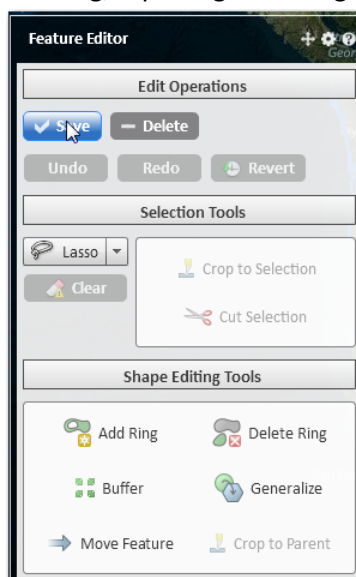 Feature Editor
Edit Operations
Save
Delete
Undo
Redo
Revert
Selection Tools
Lasso
Clear
Crop to Selection
Cut Selection
Shape Editing Tools
Add Ring
Delete Ring
Buffer
Generalize
Move Feature
Crop to Parent